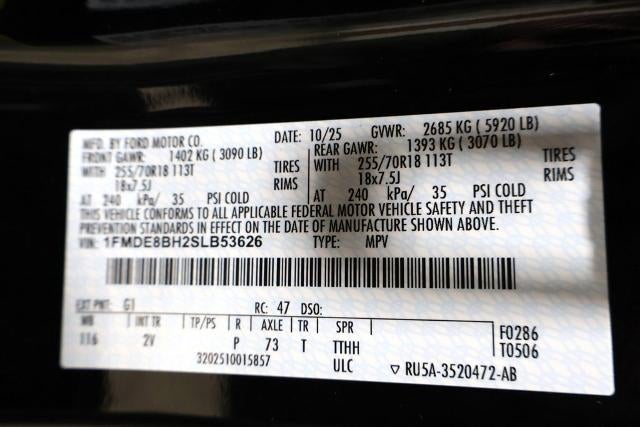 MFD. BY FORD MOTOR CO. DATE: 10/25 GVWR: 2685 KG ( 5920 LB)
FRONT GAWR: 1402 KG ( 3090 LB) REAR GAWR: 1393 KG ( 3070 LB)
WITH 255/70R18 113T TIRES WITH 255/70R18 113T TIRES
18x7.5J RIMS 18x7.5J RIMS
AT 240 kPa/ 35 PSI COLD AT 240 kPa/ 35 PSI COLD
THIS VEHICLE CONFORMS TO ALL APPLICABLE FEDERAL MOTOR VEHICLE SAFETY AND THEFT
PREVENTION STANDARDS IN EFFECT ON THE DATE OF MANUFACTURE SHOWN ABOVE.
VIN: 1FMDE8BH2SLB53626 TYPE: MPV
EXT PNT: G1 RC: 47 DSO:
WB INT TR TP/PS R AXLE TR SPR F0286
116 2V P 73 T TTHH T0506
3202510015857 ULC ▽ RU5A-3520472-AB